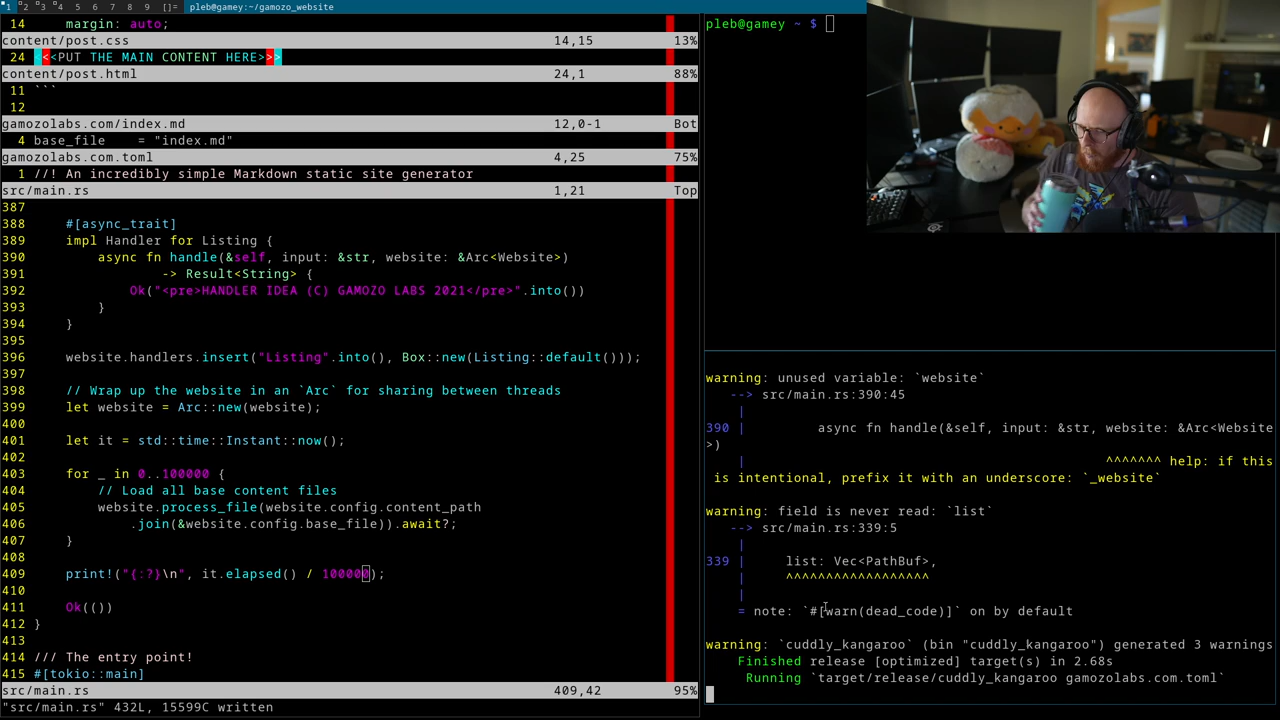 1 2 3 4 5 6 7 8 9 []= pleb@gamey:~/gamozo_website
14 margin: auto;
content/post.css 14,15 13%
24 <<<PUT THE MAIN CONTENT HERE>>>
content/post.html 24,1 88%
11 ```
12
gamozolabs.com/index.md 12,0-1 Bot
4 base_file = "index.md"
gamozolabs.com.toml 4,25 75%
1 //! An incredibly simple Markdown static site generator
src/main.rs 1,21 Top
387
388 #[async_trait]
389 impl Handler for Listing {
390 async fn handle(&self, input: &str, website: &Arc<Website>)
391 -> Result<String> {
392 Ok("<pre>HANDLER IDEA (C) GAMOZO LABS 2021</pre>".into())
393 }
394 }
395
396 website.handlers.insert("Listing".into(), Box::new(Listing::default()));
397
398 // Wrap up the website in an `Arc` for sharing between threads
399 let website = Arc::new(website);
400
401 let it = std::time::Instant::now();
402
403 for _ in 0..100000 {
404 // Load all base content files
405 website.process_file(website.config.content_path
406 .join(&website.config.base_file)).await?;
407 }
408
409 print!("{:?}\n", it.elapsed() / 100000);
410
411 Ok(())
412 }
413
414 /// The entry point!
415 #[tokio::main]
src/main.rs 409,42 95%
"src/main.rs" 432L, 15599C written
pleb@gamey ~ $
warning: unused variable: `website`
--> src/main.rs:390:45
|
390 | async fn handle(&self, input: &str, website: &Arc<Website
>)
| ^^^^^^^ help: if this
is intentional, prefix it with an underscore: `_website`
warning: field is never read: `list`
--> src/main.rs:339:5
|
339 | list: Vec<PathBuf>,
| ^^^^^^^^^^^^^^^^^^
|
= note: `#[warn(dead_code)]` on by default
warning: `cuddly_kangaroo` (bin "cuddly_kangaroo") generated 3 warnings
Finished release [optimized] target(s) in 2.68s
Running `target/release/cuddly_kangaroo gamozolabs.com.toml`